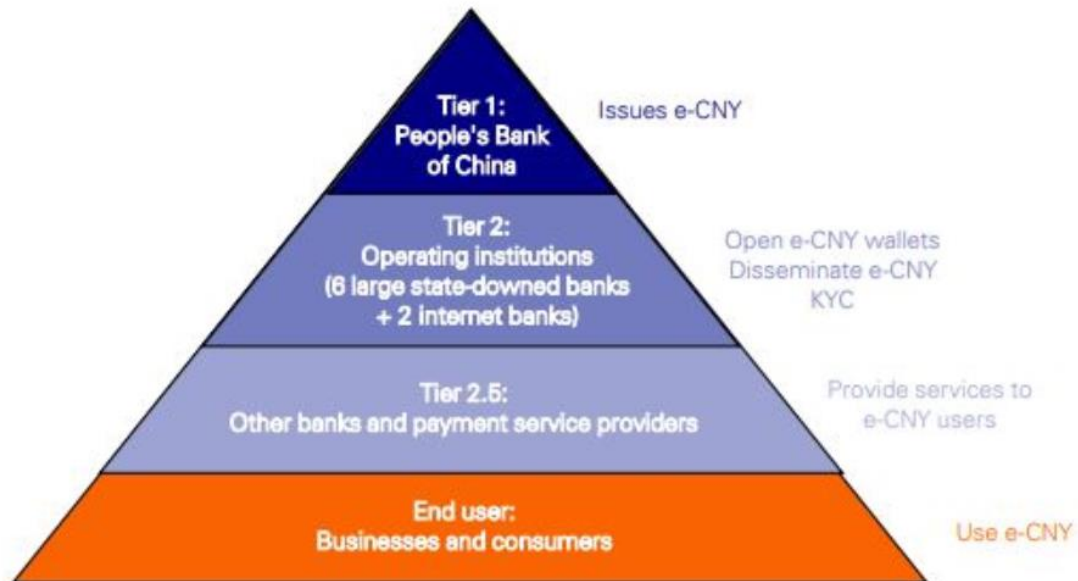 Tier 1:
People's Bank
of China
Issues e-CNY
Tier 2:
Operating institutions
(6 large state-downed banks
+ 2 internet banks)
Open e-CNY wallets
Disseminate e-CNY
KYC
Tier 2.5:
Other banks and payment service providers
Provide services to
e-CNY users
End user:
Businesses and consumers
Use e-CNY